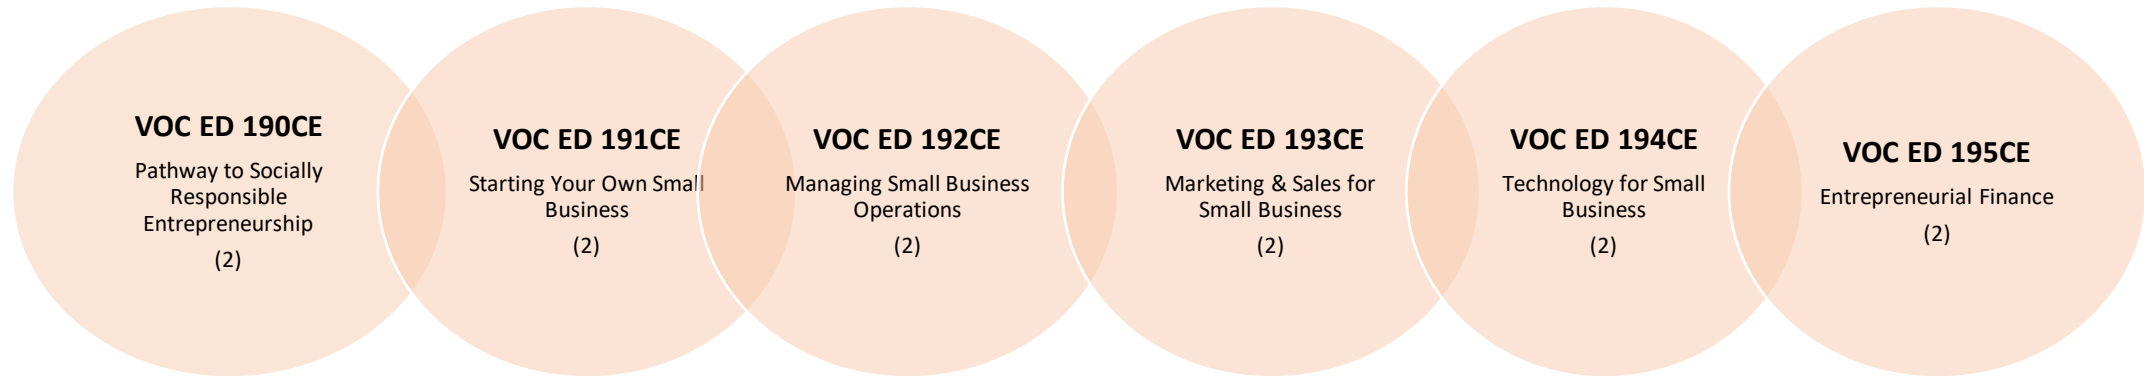 VOC ED 190CE
Pathway to Socially
Responsible
Entrepreneurship
(2)
VOC ED 191CE
Starting Your Own Small
Business
(2)
VOC ED 192CE
Managing Small Business
Operations
(2)
VOC ED 193CE
Marketing & Sales for
Small Business
(2)
VOC ED 194CE
Technology for Small
Business
(2)
VOC ED 195CE
Entrepreneurial Finance
(2)